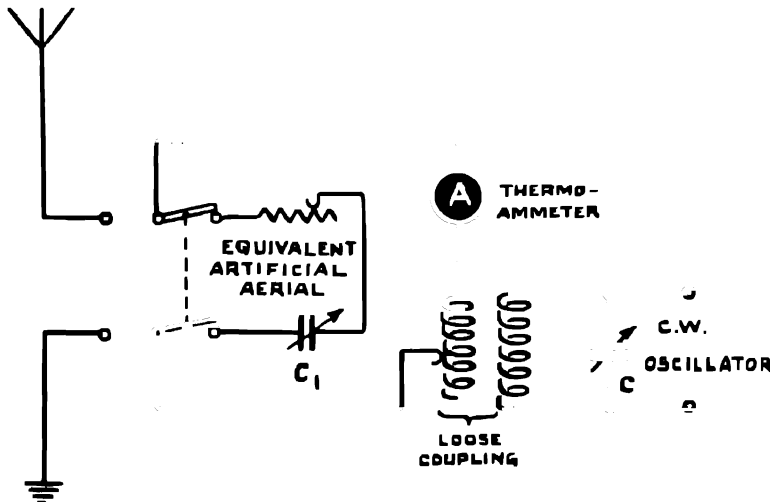 A
THERMO-
AMMETER
EQUIVALENT
ARTIFICIAL
AERIAL
C1
C.W.
OSCILLATOR
C
LOOSE
COUPLING